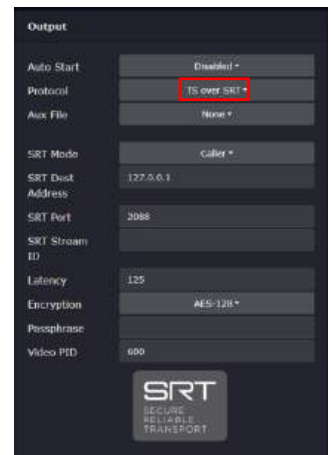 Output
Auto Start Disabled
Protocol TS over SRT
Aux File None
SRT Mode Caller
SRT Dest
Address
127.0.0.1
SRT Port 2088
SRT Stream
ID
Latency 125
Encryption AES-128
Passphrase
Video PID 600
SRT
SECURE
RELIABLE
TRANSPORT